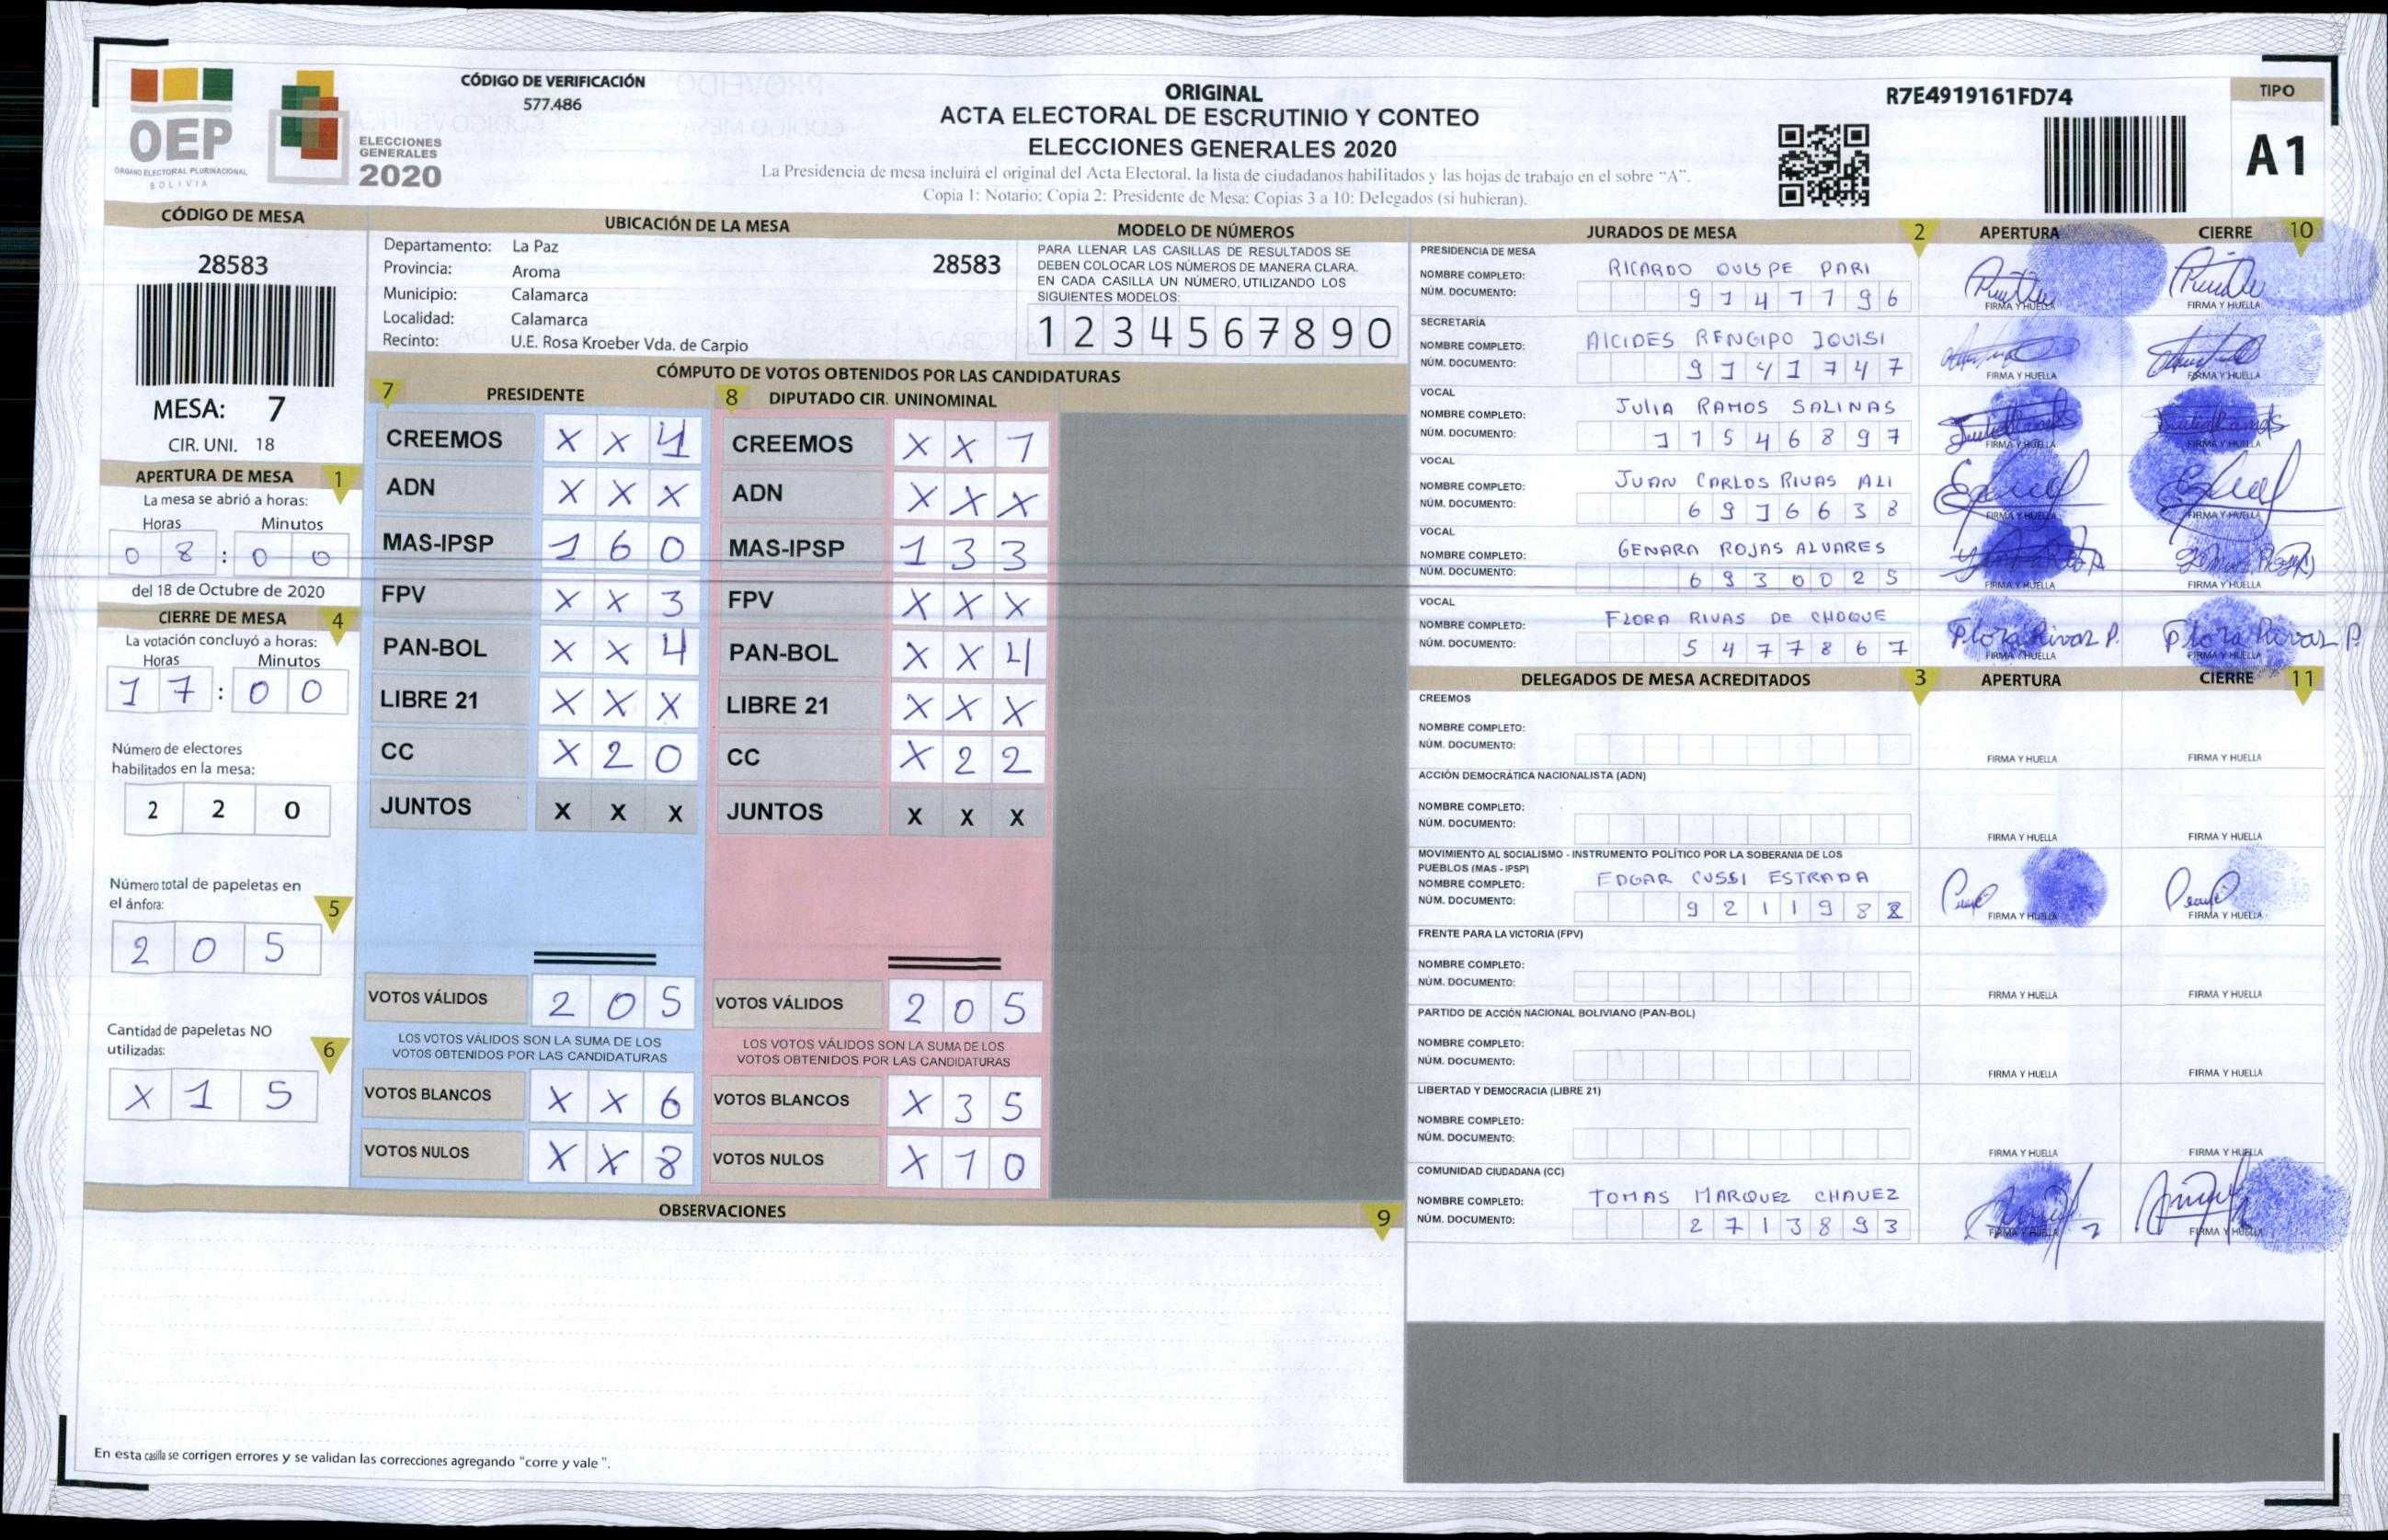 OEP
ÓRGANO ELECTORAL PLURINACIONAL
BOLIVIA
ELECCIONES
GENERALES
2020
CÓDIGO DE VERIFICACIÓN
577.486
ORIGINAL
ACTA ELECTORAL DE ESCRUTINIO Y CONTEO
ELECCIONES GENERALES 2020
La Presidencia de mesa incluirá el original del Acta Electoral, la lista de ciudadanos habilitados y las hojas de trabajo en el sobre “A”.
Copia 1: Notario; Copia 2: Presidente de Mesa: Copias 3 a 10: Delegados (si hubieran).
R7E4919161FD74
TIPO
A1
CÓDIGO DE MESA
28583
MESA: 7
CIR. UNI. 18
APERTURA DE MESA 1
La mesa se abrió a horas:
Horas Minutos
0 8 : 0 0
del 18 de Octubre de 2020
CIERRE DE MESA 4
La votación concluyó a horas:
Horas Minutos
1 7 : 0 0
Número de electores
habilitados en la mesa:
2 2 0
Número total de papeletas en
el ánfora: 5
2 0 5
Cantidad de papeletas NO
utilizadas: 6
X 1 5
UBICACIÓN DE LA MESA
Departamento: La Paz
Provincia: Aroma
28583
Municipio: Calamarca
Localidad: Calamarca
Recinto: U.E. Rosa Kroeber Vda. de Carpio
MODELO DE NÚMEROS
PARA LLENAR LAS CASILLAS DE RESULTADOS SE
DEBEN COLOCAR LOS NÚMEROS DE MANERA CLARA.
EN CADA CASILLA UN NÚMERO, UTILIZANDO LOS
SIGUIENTES MODELOS:
1 2 3 4 5 6 7 8 9 0
CÓMPUTO DE VOTOS OBTENIDOS POR LAS CANDIDATURAS
7 PRESIDENTE
CREEMOS X X 4
ADN X X X
MAS-IPSP 1 6 0
FPV X X 3
PAN-BOL X X 4
LIBRE 21 X X X
CC X 2 0
JUNTOS X X X
VOTOS VÁLIDOS 2 0 5
LOS VOTOS VÁLIDOS SON LA SUMA DE LOS
VOTOS OBTENIDOS POR LAS CANDIDATURAS
VOTOS BLANCOS X X 6
VOTOS NULOS X X 8
8 DIPUTADO CIR. UNINOMINAL
CREEMOS X X 1
ADN X X X
MAS-IPSP 1 3 3
FPV X X X
PAN-BOL X X 4
LIBRE 21 X X X
CC X 2 2
JUNTOS X X X
VOTOS VÁLIDOS 2 0 5
LOS VOTOS VÁLIDOS SON LA SUMA DE LOS
VOTOS OBTENIDOS POR LAS CANDIDATURAS
VOTOS BLANCOS X 3 5
VOTOS NULOS X 1 0
OBSERVACIONES 9
En esta casilla se corrigen errores y se validan las correcciones agregando "corre y vale ".
JURADOS DE MESA 2 APERTURA CIERRE 10
PRESIDENCIA DE MESA
NOMBRE COMPLETO: RICARDO QUISPE PARI
NÚM. DOCUMENTO: 9 1 4 7 7 9 6
FIRMA Y HUELLA FIRMA Y HUELLA
SECRETARÍA
NOMBRE COMPLETO: ALCIDES RENGIPO
NÚM. DOCUMENTO: 9 1 4 1 7 4 7
FIRMA Y HUELLA FIRMA Y HUELLA
VOCAL
NOMBRE COMPLETO: JULIA RAMOS SALINAS
NÚM. DOCUMENTO: 1 1 5 4 6 8 9 7
FIRMA Y HUELLA FIRMA Y HUELLA
VOCAL
NOMBRE COMPLETO: JUAN CARLOS RIVAS ALI
NÚM. DOCUMENTO: 6 9 1 6 6 3 8
FIRMA Y HUELLA FIRMA Y HUELLA
VOCAL
NOMBRE COMPLETO: GENARA ROJAS ALVARES
NÚM. DOCUMENTO: 6 9 3 0 0 2 5
FIRMA Y HUELLA FIRMA Y HUELLA
VOCAL
NOMBRE COMPLETO: FLORA RIVAS DE CHOQUE
NÚM. DOCUMENTO: 5 4 7 7 8 6 7
Flora Rivaz P. Flora Rivaz P.
FIRMA Y HUELLA FIRMA Y HUELLA
DELEGADOS DE MESA ACREDITADOS 3 APERTURA CIERRE 11
CREEMOS
NOMBRE COMPLETO:
NÚM. DOCUMENTO:
FIRMA Y HUELLA FIRMA Y HUELLA
ACCIÓN DEMOCRÁTICA NACIONALISTA (ADN)
NOMBRE COMPLETO:
NÚM. DOCUMENTO:
FIRMA Y HUELLA FIRMA Y HUELLA
MOVIMIENTO AL SOCIALISMO - INSTRUMENTO POLÍTICO POR LA SOBERANIA DE LOS
PUEBLOS (MAS - IPSP)
NOMBRE COMPLETO: EDGAR CUSSI ESTRADA
NÚM. DOCUMENTO: 9 2 1 1 9 8
FIRMA Y HUELLA FIRMA Y HUELLA
FRENTE PARA LA VICTORIA (FPV)
NOMBRE COMPLETO:
NÚM. DOCUMENTO:
FIRMA Y HUELLA FIRMA Y HUELLA
PARTIDO DE ACCIÓN NACIONAL BOLIVIANO (PAN-BOL)
NOMBRE COMPLETO:
NÚM. DOCUMENTO:
FIRMA Y HUELLA FIRMA Y HUELLA
LIBERTAD Y DEMOCRACIA (LIBRE 21)
NOMBRE COMPLETO:
NÚM. DOCUMENTO:
FIRMA Y HUELLA FIRMA Y HUELLA
COMUNIDAD CIUDADANA (CC)
NOMBRE COMPLETO: TOMAS MARQUEZ CHAVEZ
NÚM. DOCUMENTO: 2 7 1 3 8 9 3
FIRMA Y HUELLA FIRMA Y HUELLA